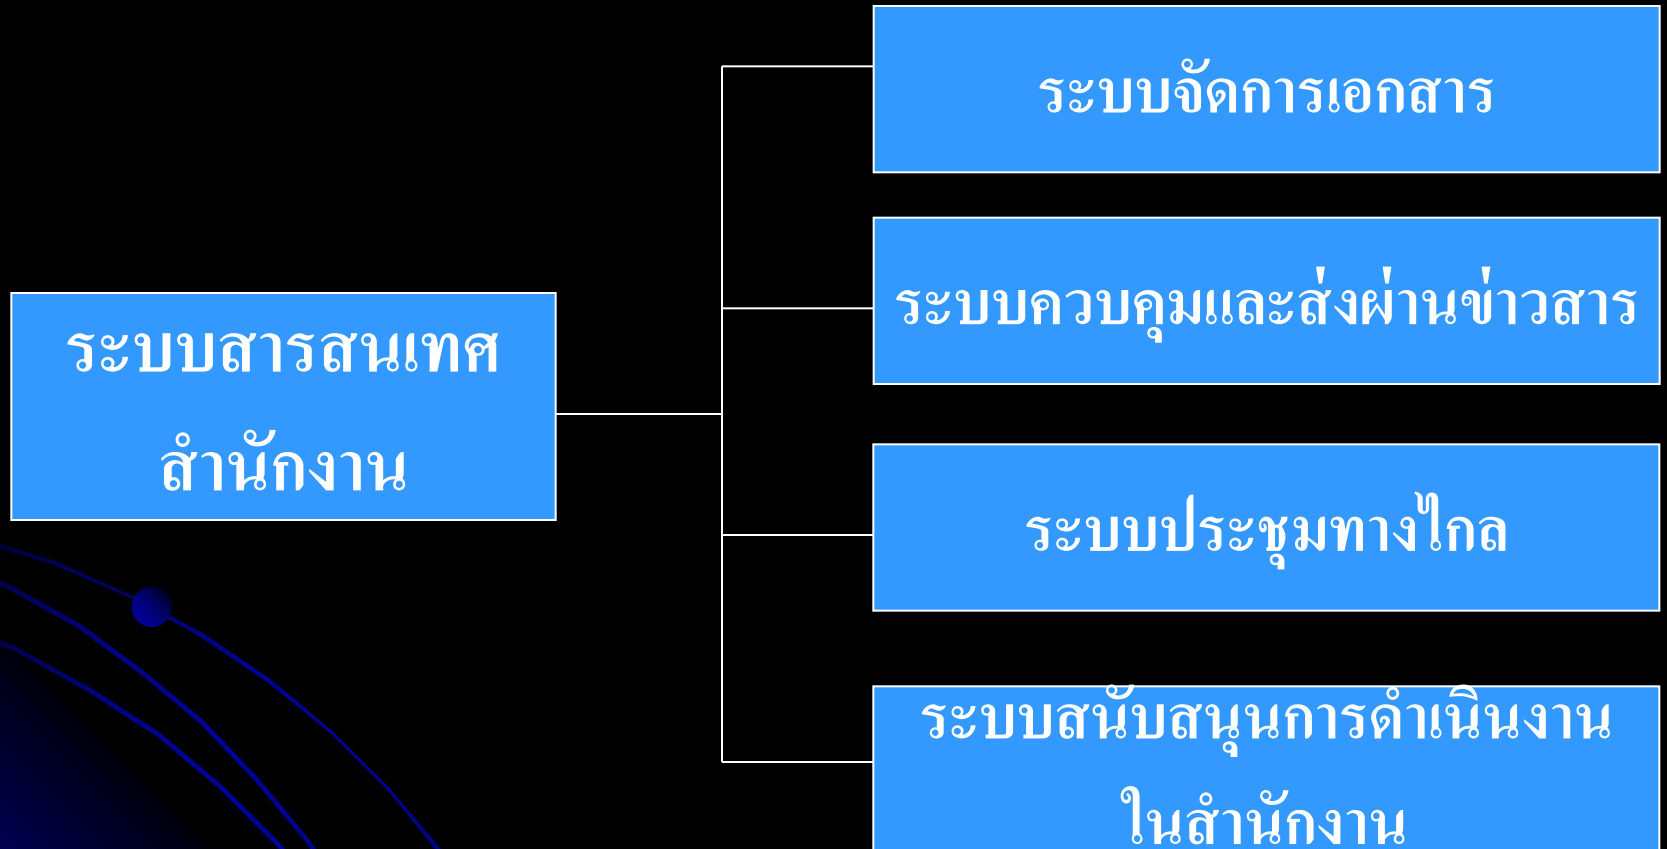 ระบบสารสนเทศ
สำนักงาน
ระบบจัดการเอกสาร
ระบบควบคุมและส่งผ่านข่าวสาร
ระบบประชุมทางไกล
ระบบสนับสนุนการดำเนินงาน
ในสำนักงาน